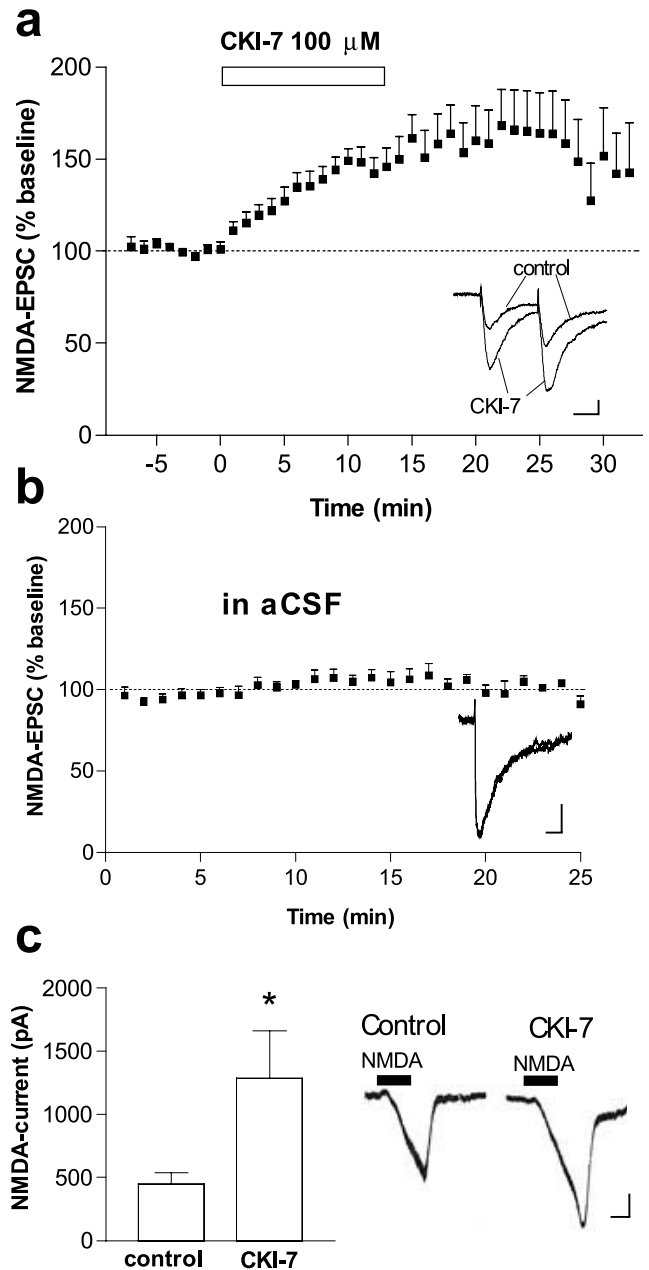 a
CKI-7 100 μM
200
150
100
50
0
NMDA-EPSC (% baseline)
control
CKI-7
-5 0 5 10 15 20 25 30
Time (min)
b
200
150
100
50
0
NMDA-EPSC (% baseline)
in aCSF
0 5 10 15 20 25
Time (min)
c
2000
1500
1000
500
0
NMDA-current (pA)
*
control CKI-7
Control CKI-7
NMDA NMDA